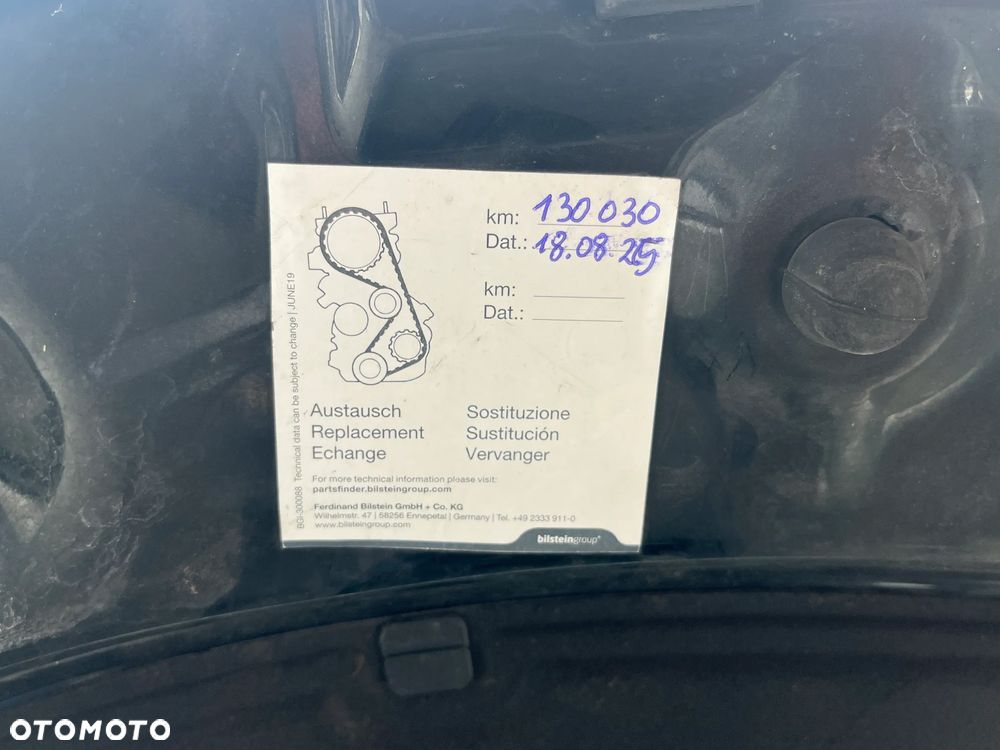 km: 130 030
Dat.: 18.08.25
km:
Dat.:
BGI-300088 Technical data can be subject to change | JUNE19
Austausch
Replacement
Echange
Sostituzione
Sustitución
Vervanger
For more technical information please visit:
partsfinder.bilsteingroup.com
Ferdinand Bilstein GmbH + Co. KG
Wilhelmstr. 47 | 58256 Ennepetal | Germany | Tel. +49 2333 911-0
www.bilsteingroup.com
bilsteingroup®
OTOMOTO